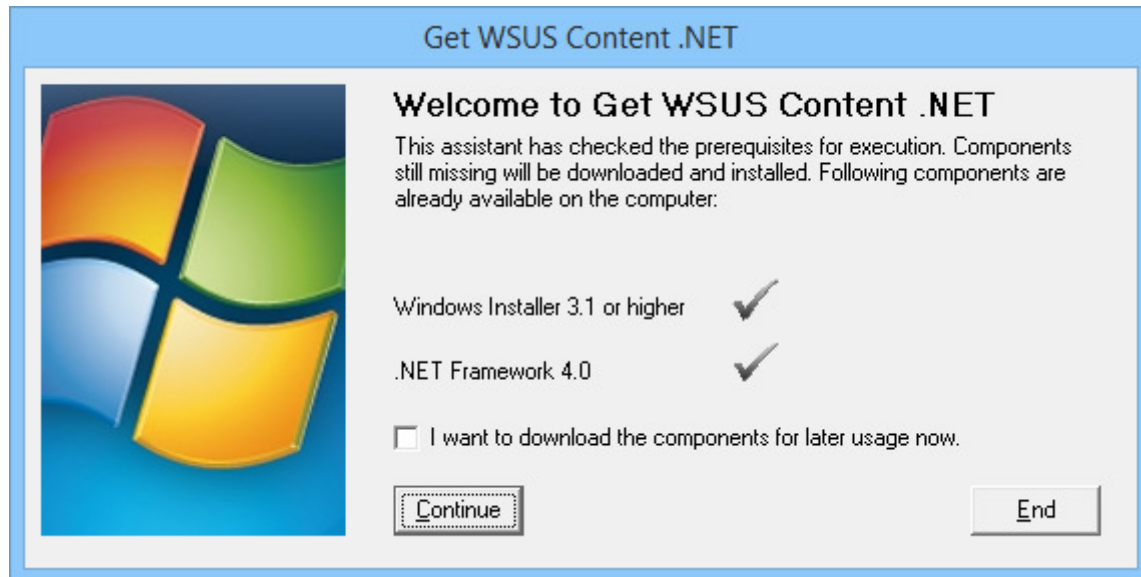 Get WSUS Content .NET
Welcome to Get WSUS Content .NET
This assistant has checked the prerequisites for execution. Components
still missing will be downloaded and installed. Following components are
already available on the computer:
Windows Installer 3.1 or higher
.NET Framework 4.0
I want to download the components for later usage now.
Continue
End